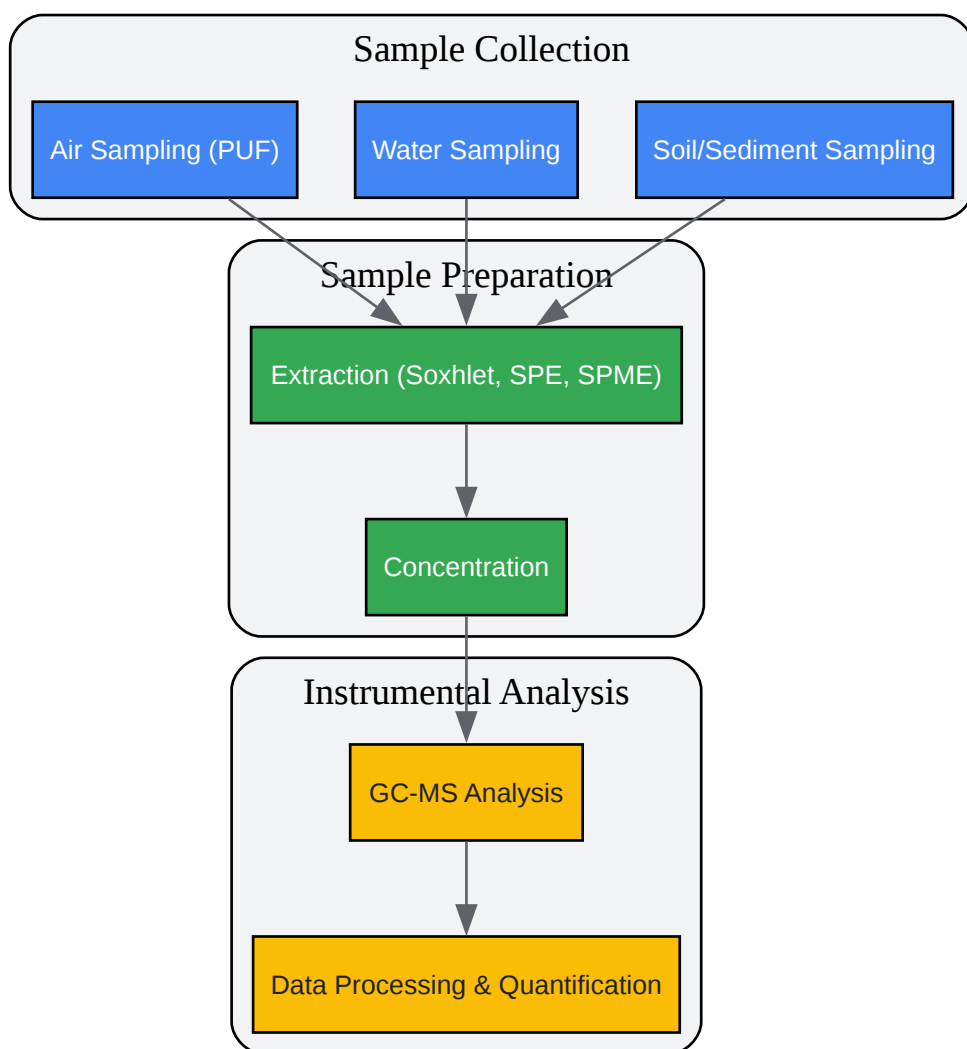 Sample Collection
Air Sampling (PUF)
Water Sampling
Soil/Sediment Sampling
Sample Preparation
Extraction (Soxhlet, SPE, SPME)
Concentration
Instrumental Analysis
GC-MS Analysis
Data Processing & Quantification